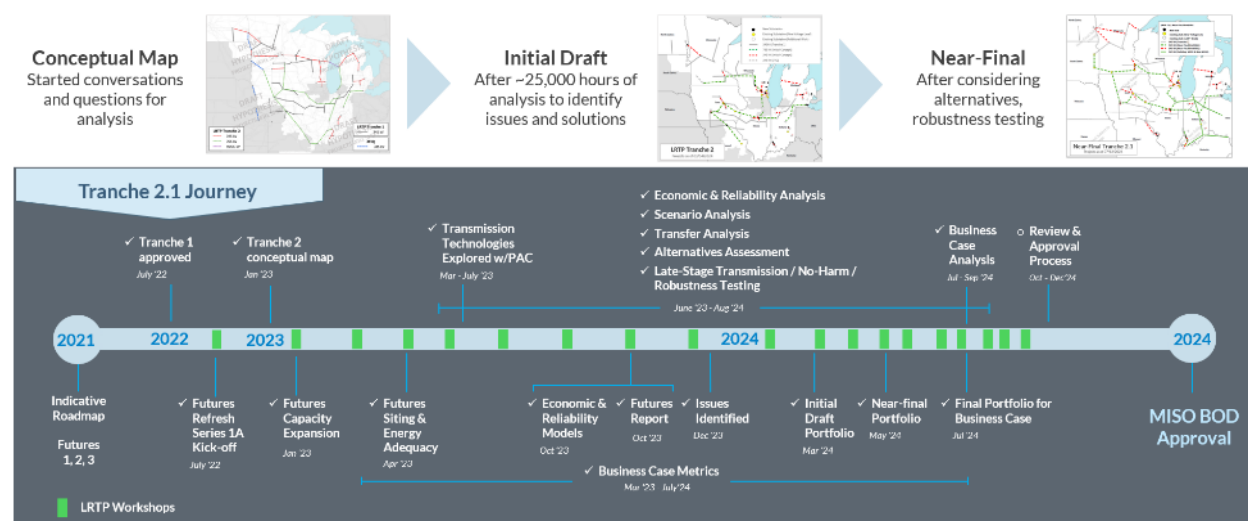 Conceptual Map
Started conversations
and questions for
analysis
Initial Draft
After ~25,000 hours of
analysis to identify
issues and solutions
LRTP Tranche 2
Near-Final
After considering
alternatives,
robustness testing
Near-Final Tranche 2.1
Tranche 2.1 Journey
✓ Tranche 1
approved
July '22
✓ Tranche 2
conceptual map
Jan '23
✓ Transmission
Technologies
Explored w/PAC
Mar - July '23
✓ Economic & Reliability Analysis
✓ Scenario Analysis
✓ Transfer Analysis
✓ Alternatives Assessment
✓ Late-Stage Transmission / No-Harm /
Robustness Testing
June '23 - Aug '24
✓ Business
Case
Analysis
Jul - Sep '24
○ Review &
Approval
Process
Oct - Dec '24
2021
2022
2023
2024
2024
Indicative
Roadmap
Futures
1, 2, 3
✓ Futures
Refresh
Series 1A
Kick-off
July '22
✓ Futures
Capacity
Expansion
Jan '23
✓ Futures
Siting &
Energy
Adequacy
Apr '23
✓ Economic &
Reliability
Models
Oct '23
✓ Futures
Report
Oct '23
✓ Issues
Identified
Dec '23
✓ Initial
Draft
Portfolio
Mar '24
✓ Near-final
Portfolio
May '24
✓ Final Portfolio for
Business Case
Jul '24
MISO BOD
Approval
✓ Business Case Metrics
Mar '23 - July '24
LRTP Workshops